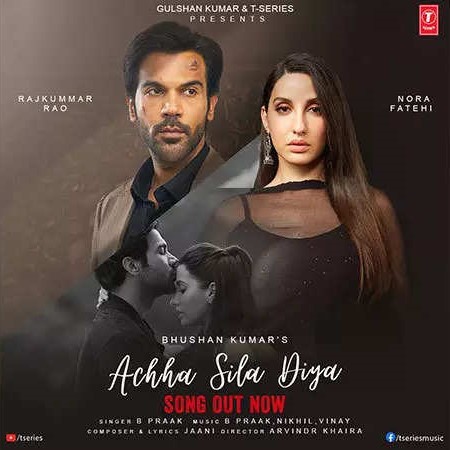 GULSHAN KUMAR & T-SERIES
PRESENTS
T
SERIES
RAJKUMMAR
RAO
NORA
FATEHI
BHUSHAN KUMAR'S
Achha Sila Diya
SONG OUT NOW
SINGER B PRAAK MUSIC B PRAAK,NIKHIL,VINAY
COMPOSER & LYRICS JAANI DIRECTOR ARVINDR KHAIRA
/tseries
/tseriesmusic